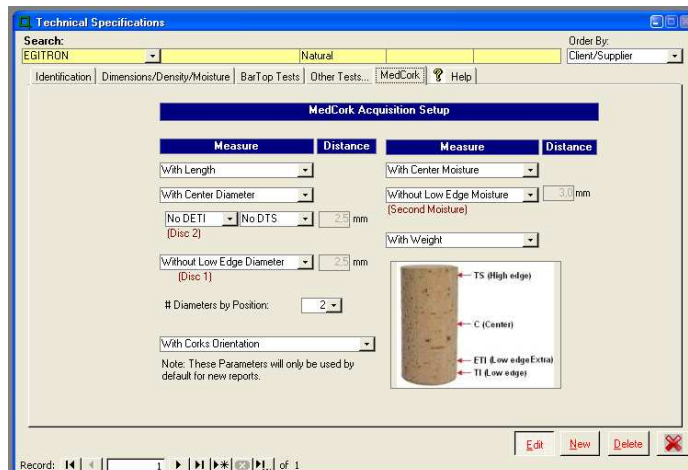 Technical Specifications
Search:
Order By:
EGITRON Natural Client/Supplier
Identification Dimensions/Density/Moisture BarTop Tests Other Tests... MedCork ? Help
MedCork Acquisition Setup
Measure Distance Measure Distance
With Length With Center Moisture
With Center Diameter Without Low Edge Moisture 3,0 mm
(Second Moisture)
No DETI No DTS 2,5 mm
(Disc 2)
With Weight
Without Low Edge Diameter 2,5 mm
(Disc 1)
TS (High edge)
# Diameters by Position: 2
C (Center)
With Corks Orientation
ETI (Low edgeExtra)
TI (Low edge)
Note: These Parameters will only be used by
default for new reports.
Edit New Delete
Record: 1 of 1